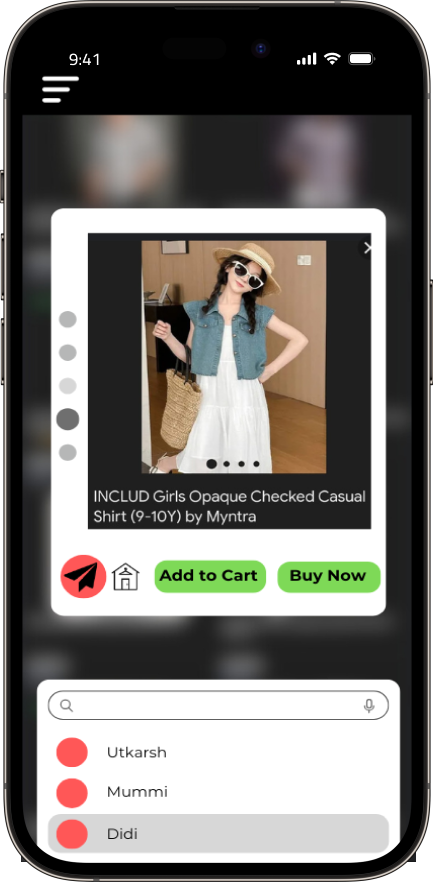 9:41
INCLUD Girls Opaque Checked Casual
Shirt (9-10Y) by Myntra
Add to Cart
Buy Now
Utkarsh
Mummi
Didi